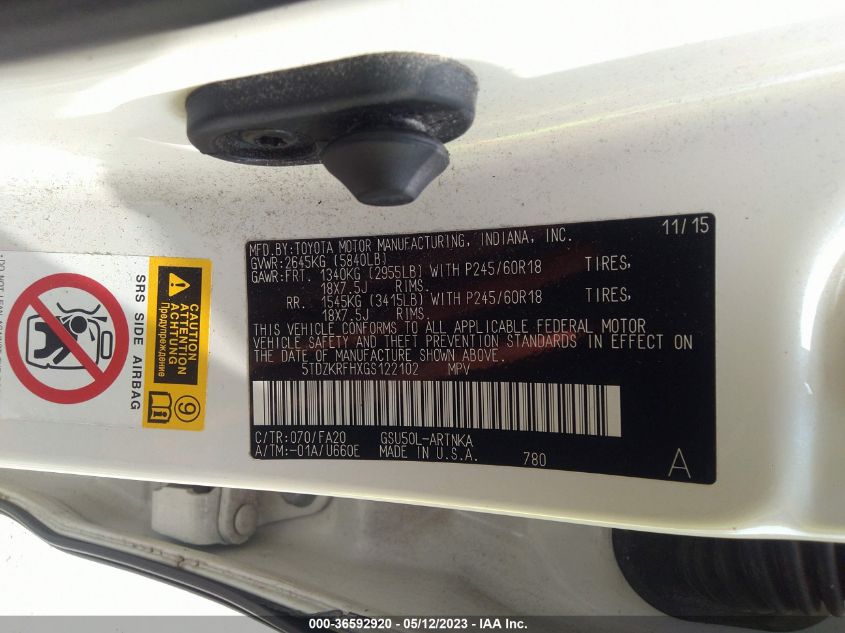 MFD.BY:TOYOTA MOTOR MANUFACTURING, INDIANA, INC. 11/15
GVWR:2645KG (5840LB)
GAWR:FRT. 1340KG (2955LB) WITH P245/60R18 TIRES,
18X7.5J RIMS.
RR. 1545KG (3415LB) WITH P245/60R18 TIRES,
18X7.5J RIMS.
THIS VEHICLE CONFORMS TO ALL APPLICABLE FEDERAL MOTOR
VEHICLE SAFETY AND THEFT PREVENTION STANDARDS IN EFFECT ON
THE DATE OF MANUFACTURE SHOWN ABOVE.
5TDZKRFHXGS122102 MPV
C/TR:070/FA20 GSU50L-ARTNKA
A/TM:-01A/U660E MADE IN U.S.A. 780 A
SRS SIDE AIRBAG
CAUTION
ATTENTION
ACHTUNG
Предупреждение
9
000-36592920 - 05/12/2023 - IAA Inc.